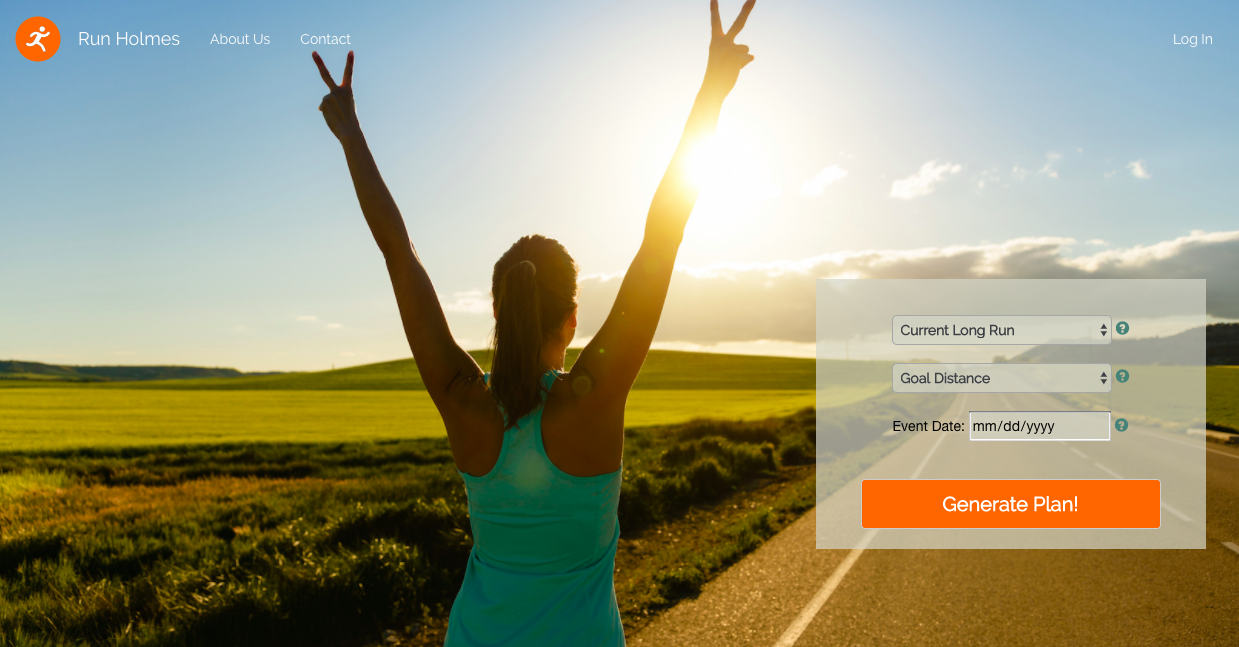 Run Holmes
About Us
Contact
Log In
Current Long Run
?
Goal Distance
?
Event Date: mm/dd/yyyy
?
Generate Plan!